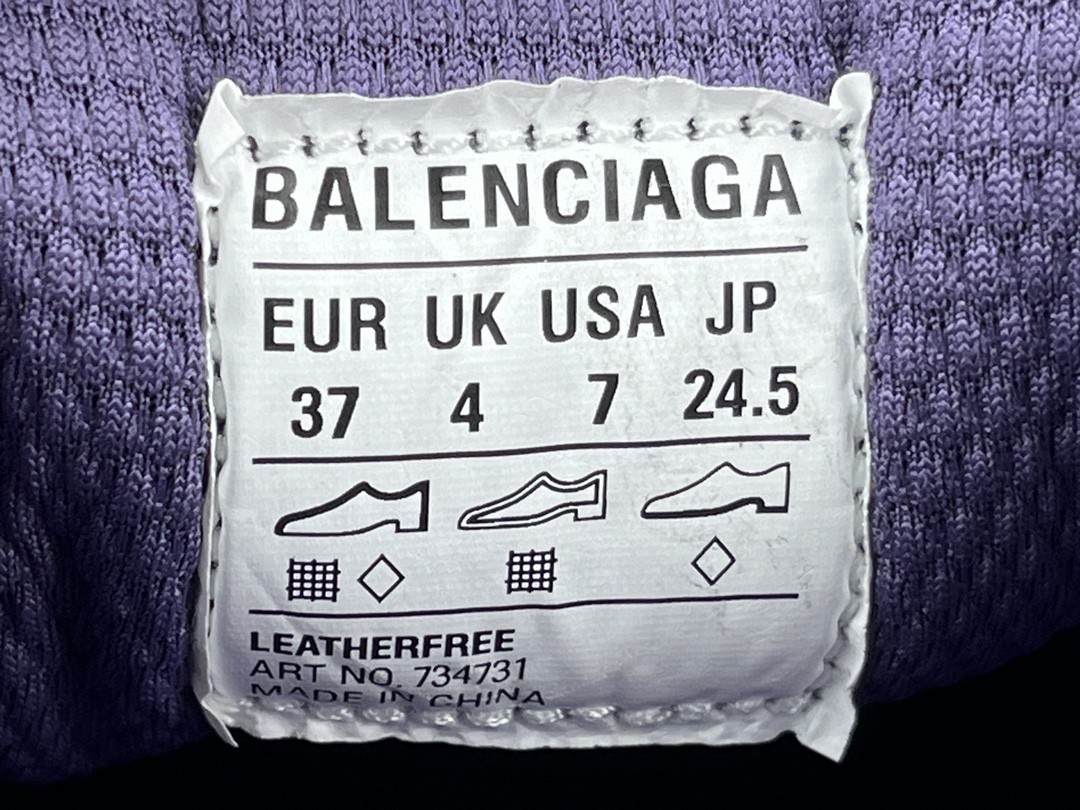 BALENCIAGA
EUR UK USA JP
37 4 7 24.5
LEATHERFREE
ART NO. 734731
MADE IN CHINA